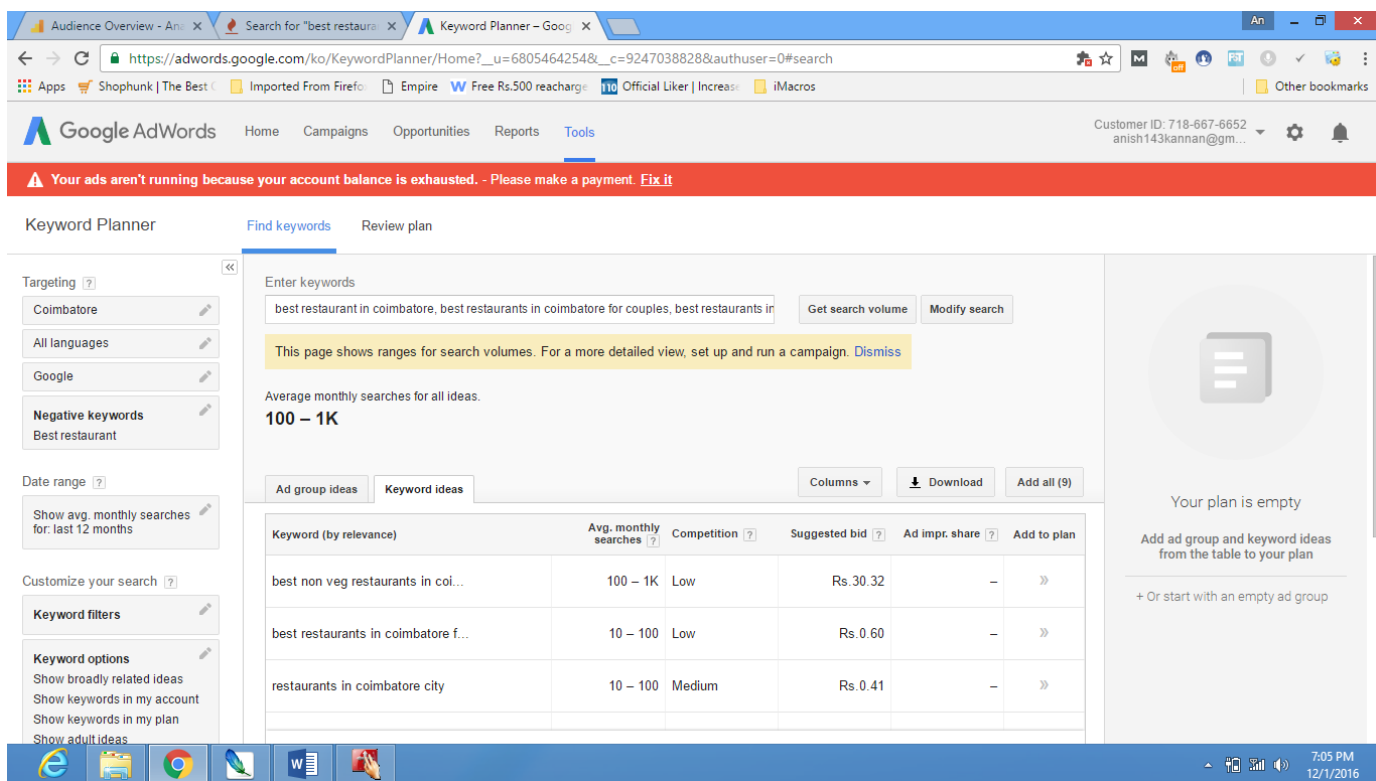 Audience Overview - Ana
Search for "best restaura
Keyword Planner – Goog
An
https://adwords.google.com/ko/KeywordPlanner/Home?__u=6805464254&__c=9247038828&authuser=0#search
Apps
Shophunk | The Best
Imported From Firefo
Empire
Free Rs.500 reacharge
Official Liker | Increase
iMacros
Other bookmarks
Google AdWords
Home
Campaigns
Opportunities
Reports
Tools
Customer ID: 718-667-6652
anish143kannan@gm...
Your ads aren't running because your account balance is exhausted. - Please make a payment. Fix it
Keyword Planner
Find keywords
Review plan
Targeting ?
Coimbatore
All languages
Google
Negative keywords
Best restaurant
Date range ?
Show avg. monthly searches
for: last 12 months
Customize your search ?
Keyword filters
Keyword options
Show broadly related ideas
Show keywords in my account
Show keywords in my plan
Show adult ideas
Enter keywords
best restaurant in coimbatore, best restaurants in coimbatore for couples, best restaurants in
Get search volume
Modify search
This page shows ranges for search volumes. For a more detailed view, set up and run a campaign. Dismiss
Average monthly searches for all ideas.
100 – 1K
Ad group ideas
Keyword ideas
Columns
Download
Add all (9)
Keyword (by relevance)
Avg. monthly
searches ?
Competition ?
Suggested bid ?
Ad impr. share ?
Add to plan
best non veg restaurants in coi... 100 – 1K Low Rs.30.32 – »
best restaurants in coimbatore f... 10 – 100 Low Rs.0.60 – »
restaurants in coimbatore city 10 – 100 Medium Rs.0.41 – »
Your plan is empty
Add ad group and keyword ideas
from the table to your plan
+ Or start with an empty ad group
7:05 PM
12/1/2016